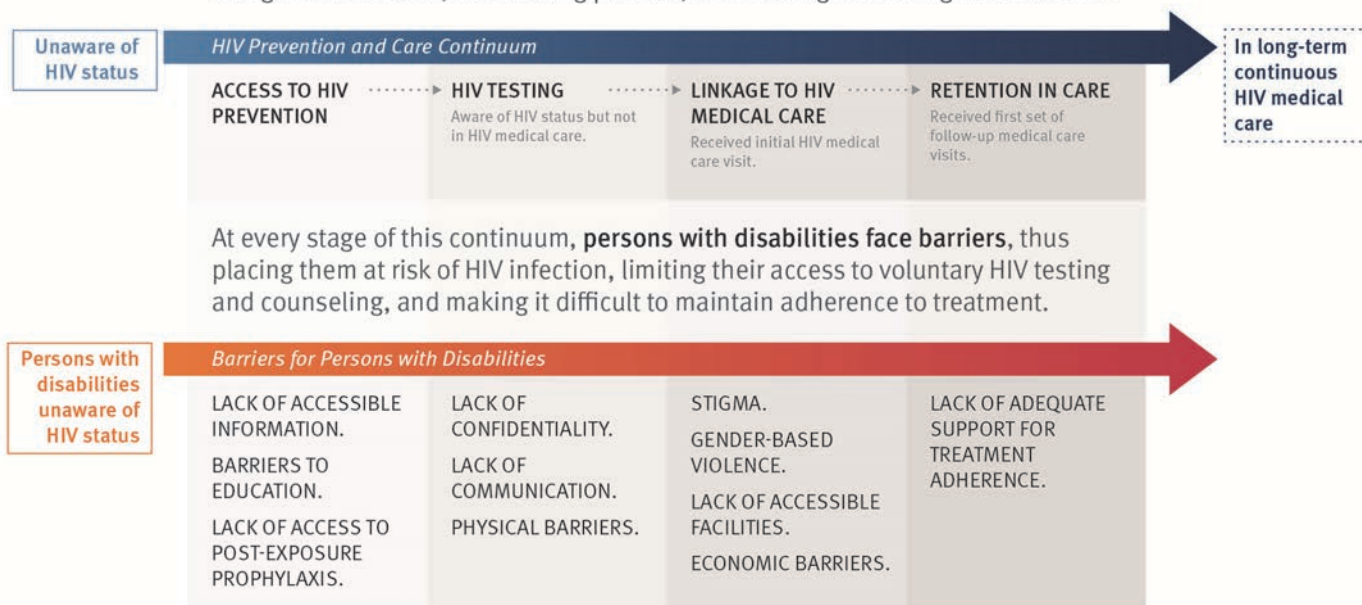 Unaware of
HIV status
HIV Prevention and Care Continuum
In long-term
continuous
HIV medical
care
ACCESS TO HIV
PREVENTION
HIV TESTING
Aware of HIV status but not
in HIV medical care.
LINKAGE TO HIV
MEDICAL CARE
Received initial HIV medical
care visit.
RETENTION IN CARE
Received first set of
follow-up medical care
visits.
At every stage of this continuum, persons with disabilities face barriers, thus
placing them at risk of HIV infection, limiting their access to voluntary HIV testing
and counseling, and making it difficult to maintain adherence to treatment.
Persons with
disabilities
unaware of
HIV status
Barriers for Persons with Disabilities
LACK OF ACCESSIBLE
INFORMATION.
BARRIERS TO
EDUCATION.
LACK OF ACCESS TO
POST-EXPOSURE
PROPHYLAXIS.
LACK OF
CONFIDENTIALITY.
LACK OF
COMMUNICATION.
PHYSICAL BARRIERS.
STIGMA.
GENDER-BASED
VIOLENCE.
LACK OF ACCESSIBLE
FACILITIES.
ECONOMIC BARRIERS.
LACK OF ADEQUATE
SUPPORT FOR
TREATMENT
ADHERENCE.